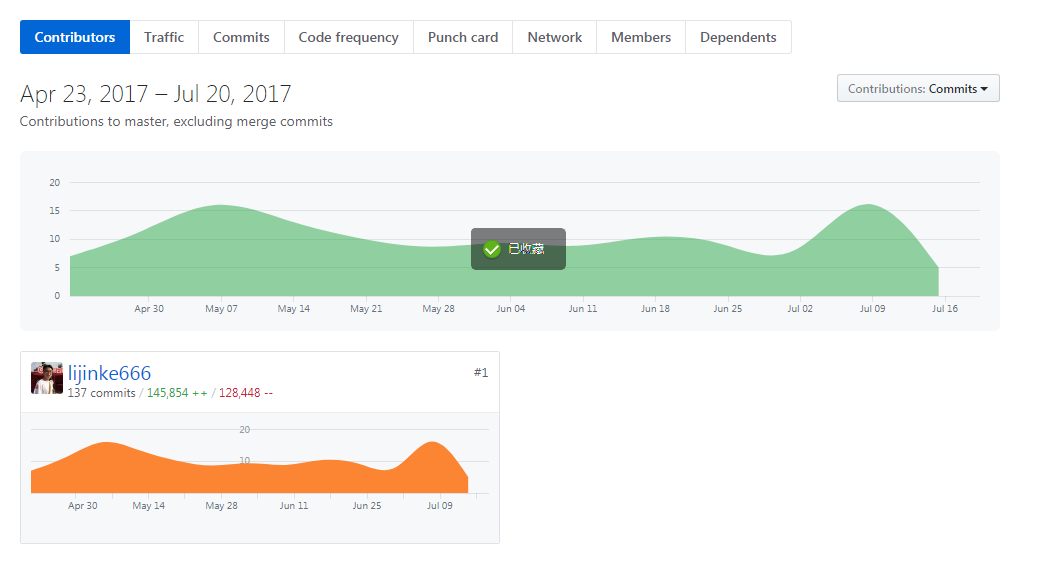 Contributors Traffic Commits Code frequency Punch card Network Members Dependents
Apr 23, 2017 – Jul 20, 2017
Contributions: Commits
Contributions to master, excluding merge commits
20
15
10
5
0
已收藏
Apr 30 May 07 May 14 May 21 May 28 Jun 04 Jun 11 Jun 18 Jun 25 Jul 02 Jul 09 Jul 16
lijinke666
#1
137 commits / 145,854 ++ / 128,448 --
20
10
Apr 30 May 14 May 28 Jun 11 Jun 25 Jul 09